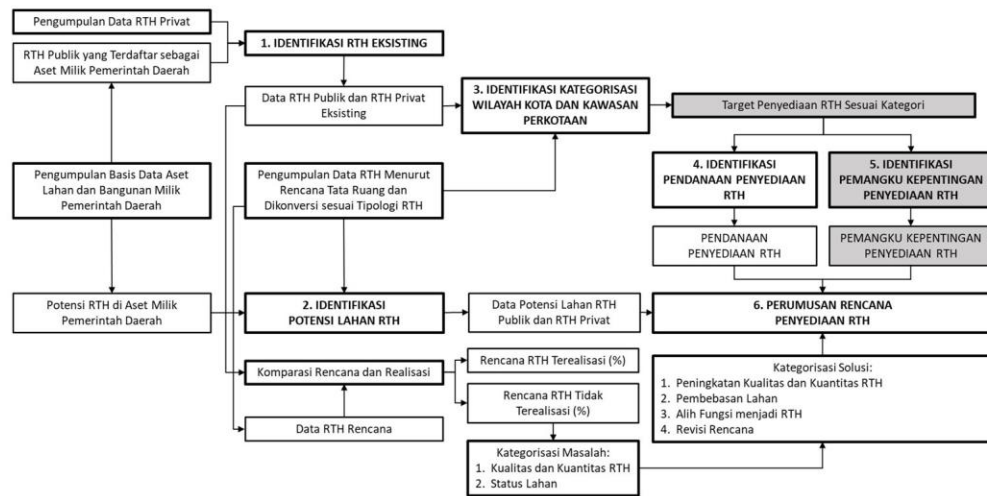 Pengumpulan Data RTH Privat
RTH Publik yang Terdaftar sebagai
Aset Milik Pemerintah Daerah
Pengumpulan Basis Data Aset
Lahan dan Bangunan Milik
Pemerintah Daerah
Potensi RTH di Aset Milik
Pemerintah Daerah
1. IDENTIFIKASI RTH EKSISTING
Data RTH Publik dan RTH Privat
Eksisting
Pengumpulan Data RTH Menurut
Rencana Tata Ruang dan
Dikonversi sesuai Tipologi RTH
2. IDENTIFIKASI
POTENSI LAHAN RTH
Komparasi Rencana dan Realisasi
Data RTH Rencana
3. IDENTIFIKASI KATEGORISASI
WILAYAH KOTA DAN KAWASAN
PERKOTAAN
Data Potensi Lahan RTH
Publik dan RTH Privat
Rencana RTH Terealisasi (%)
Rencana RTH Tidak
Terealisasi (%)
Kategorisasi Masalah:
1. Kualitas dan Kuantitas RTH
2. Status Lahan
Target Penyediaan RTH Sesuai Kategori
4. IDENTIFIKASI
PENDANAAN PENYEDIAAN
RTH
5. IDENTIFIKASI
PEMANGKU KEPENTINGAN
PENYEDIAAN RTH
PENDANAAN
PENYEDIAAN RTH
PEMANGKU KEPENTINGAN
PENYEDIAAN RTH
6. PERUMUSAN RENCANA
PENYEDIAAN RTH
Kategorisasi Solusi:
1. Peningkatan Kualitas dan Kuantitas RTH
2. Pembebasan Lahan
3. Alih Fungsi menjadi RTH
4. Revisi Rencana